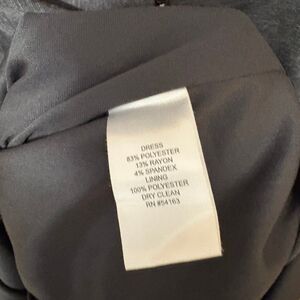 DRESS
83% POLYESTER
13% RAYON
4% SPANDEX
LINING
100% POLYESTER
DRY CLEAN
RN #54163